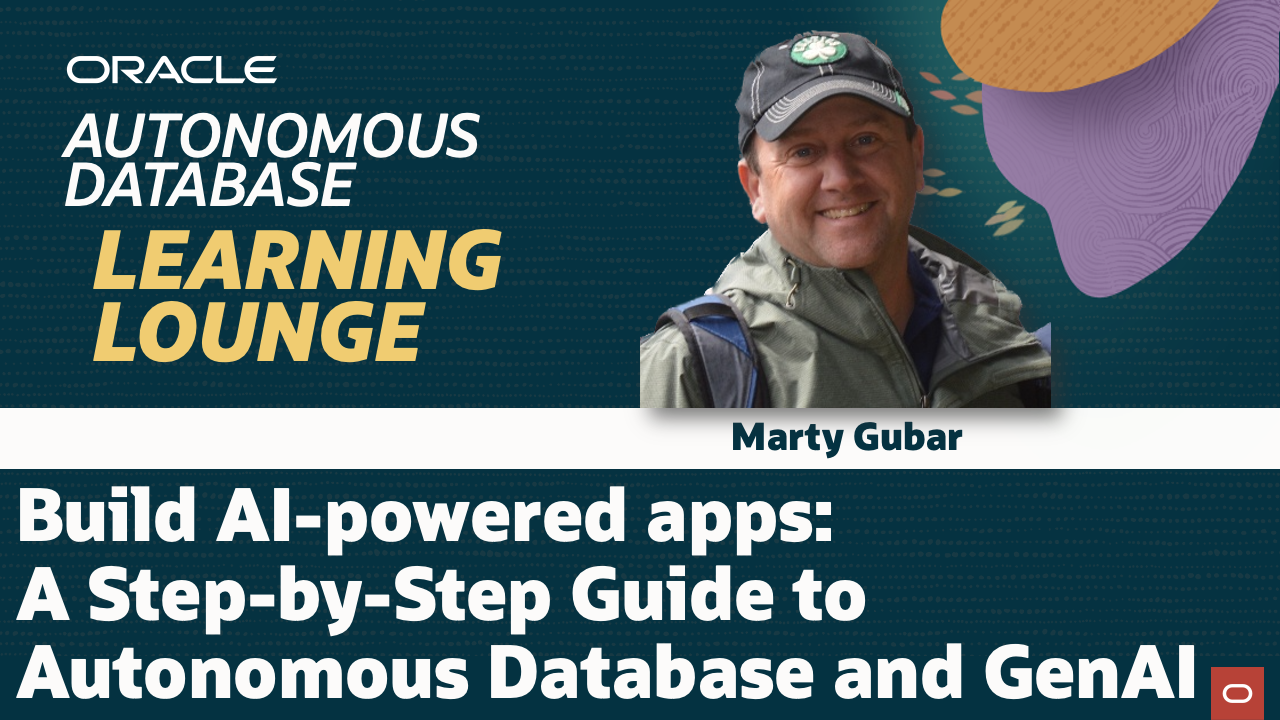 ORACLE
AUTONOMOUS
DATABASE
LEARNING
LOUNGE
Marty Gubar
Build AI-powered apps:
A Step-by-Step Guide to
Autonomous Database and GenAI